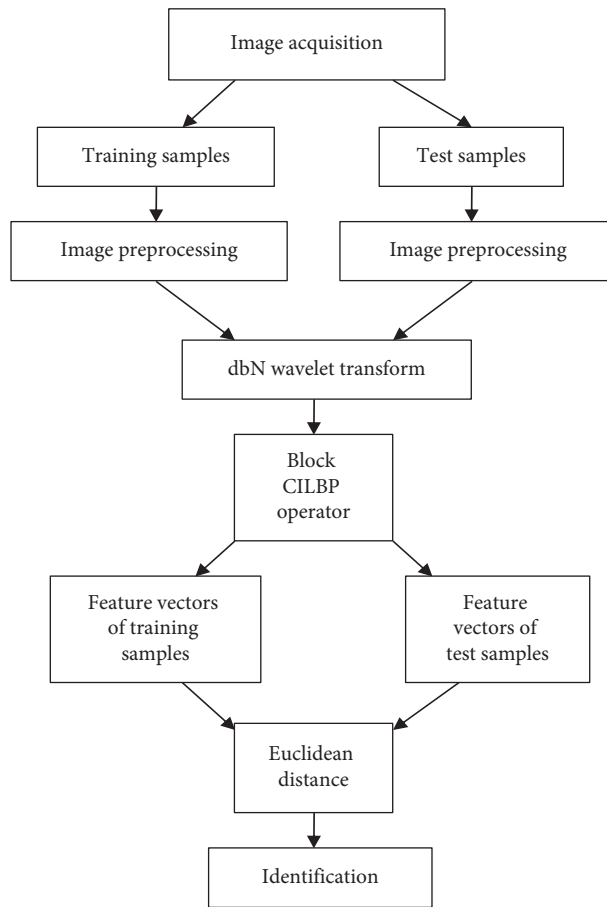 Image acquisition
Training samples
Test samples
Image preprocessing
Image preprocessing
dbN wavelet transform
Block
CILBP
operator
Feature vectors
of training
samples
Feature
vectors of
test samples
Euclidean
distance
Identification